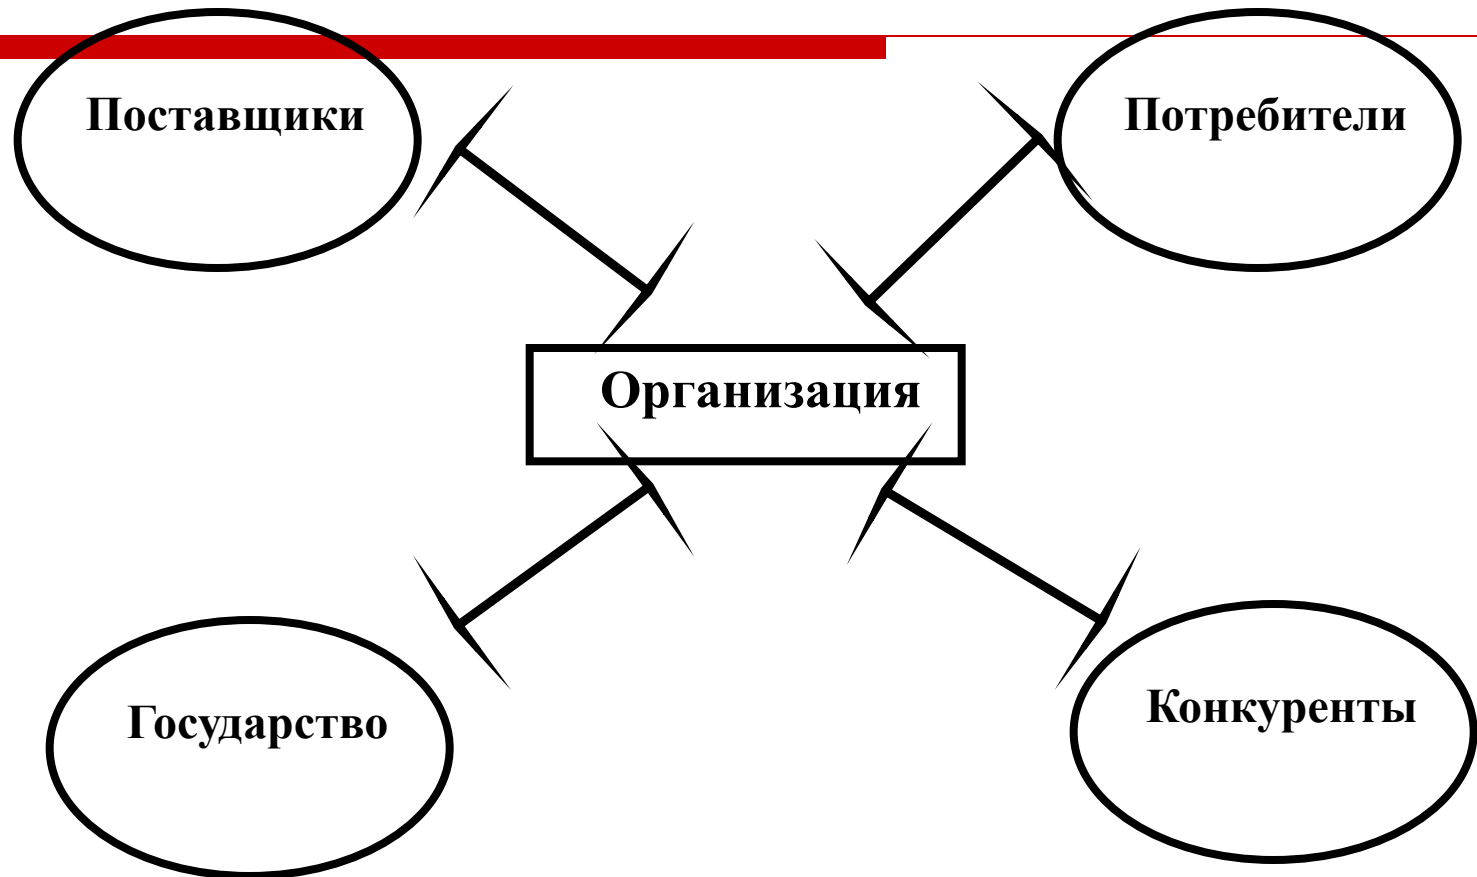 Поставщики
Потребители
Организация
Государство
Конкуренты